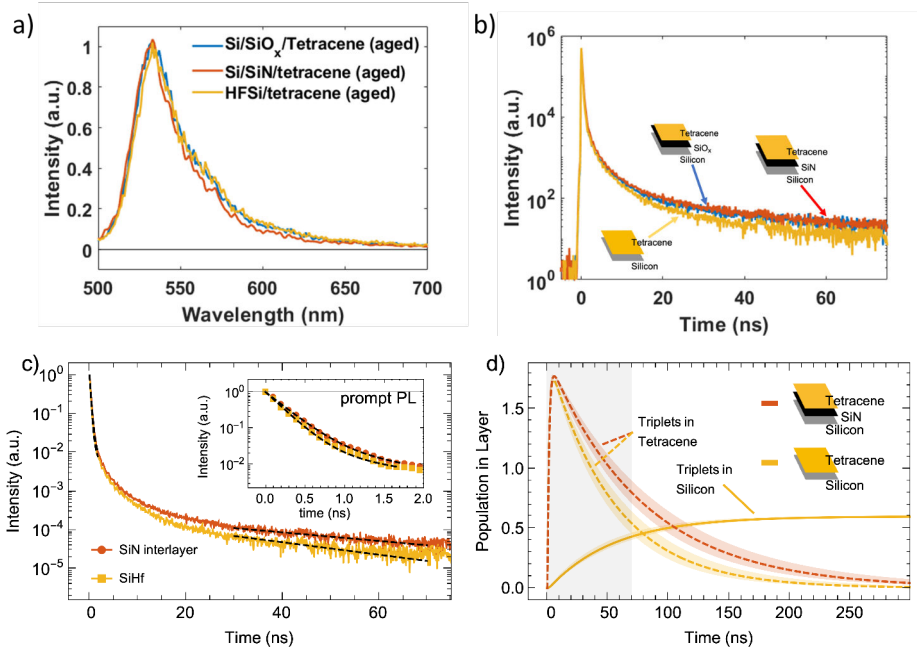 a)
Si/SiOx/Tetracene (aged)
Si/SiN/tetracene (aged)
HFSi/tetracene (aged)
Intensity (a.u.)
1
0.8
0.6
0.4
0.2
0
500
550
600
650
700
Wavelength (nm)
b)
Intensity (a.u.)
10^6
10^4
10^2
10^0
0
20
40
60
Time (ns)
Tetracene
SiOx
Silicon
Tetracene
SiN
Silicon
Tetracene
Silicon
c)
Intensity (a.u.)
10^0
10^-1
10^-2
10^-3
10^-4
10^-5
0
20
40
60
Time (ns)
SiN interlayer
SiHf
prompt PL
Intensity (a.u.)
10^0
10^-1
10^-2
0.0
0.5
1.0
1.5
2.0
time (ns)
d)
Population in Layer
1.5
1.0
0.5
0.0
0
50
100
150
200
250
Time (ns)
Triplets in
Tetracene
Triplets in
Silicon
Tetracene
SiN
Silicon
Tetracene
Silicon